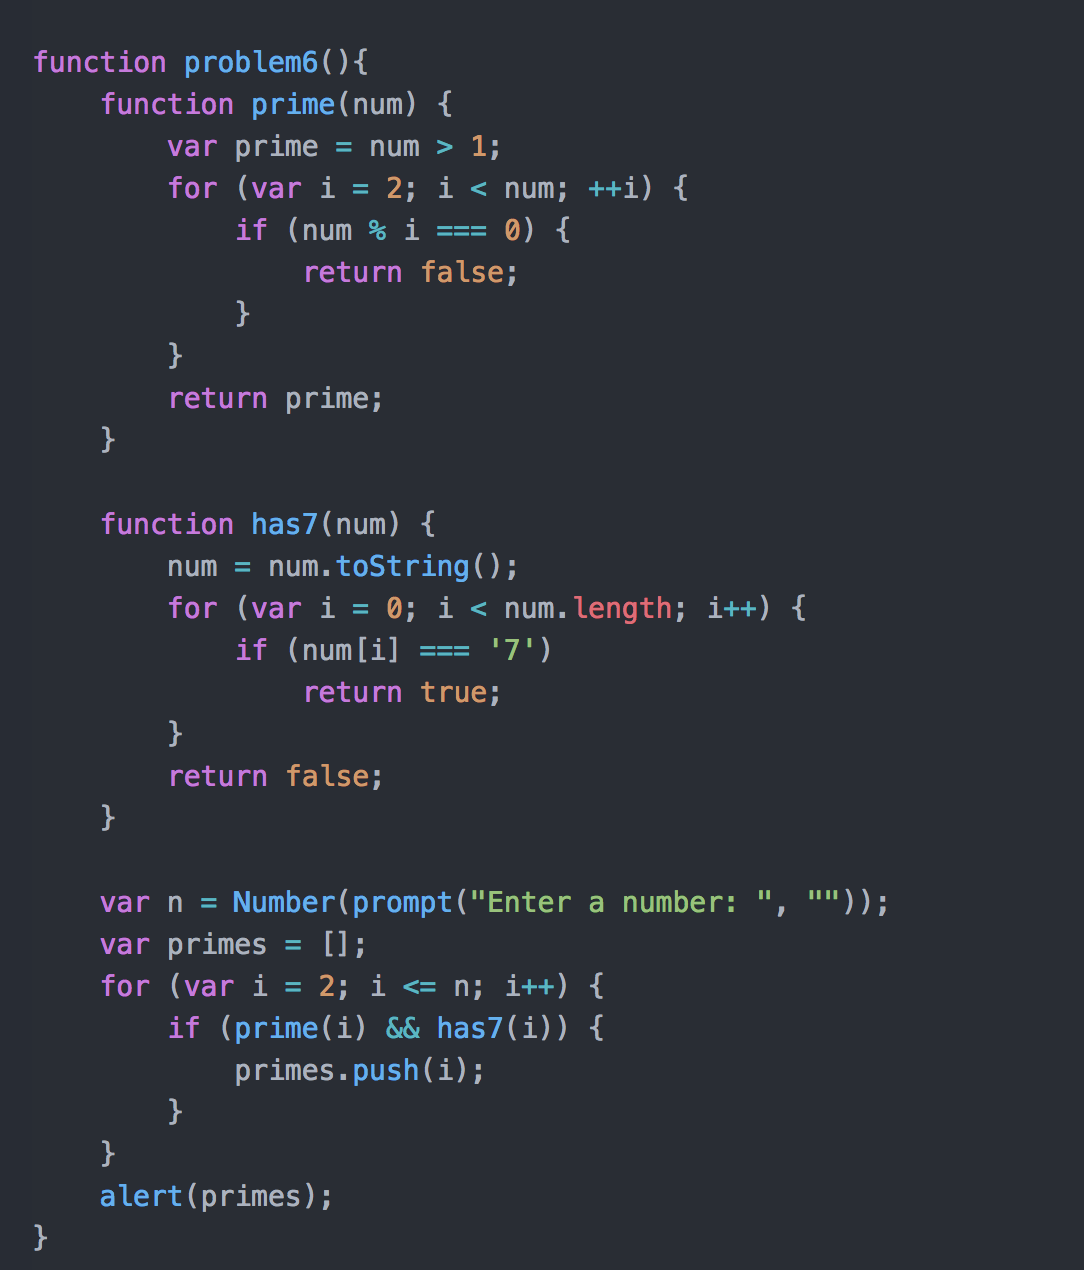 function problem6(){
    function prime(num) {
        var prime = num > 1;
        for (var i = 2; i < num; ++i) {
            if (num % i === 0) {
                return false;
            }
        }
        return prime;
    }

    function has7(num) {
        num = num.toString();
        for (var i = 0; i < num.length; i++) {
            if (num[i] === '7')
                return true;
        }
        return false;
    }

    var n = Number(prompt("Enter a number: ", ""));
    var primes = [];
    for (var i = 2; i <= n; i++) {
        if (prime(i) && has7(i)) {
            primes.push(i);
        }
    }
    alert(primes);
}